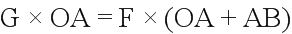 G × OA = F × (OA + AB)